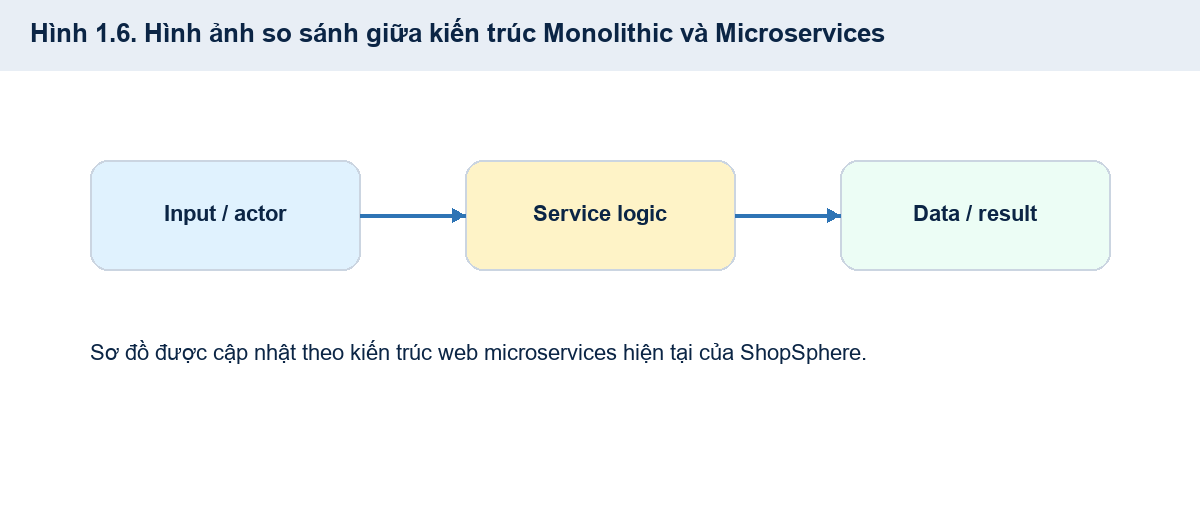 Hình 1.6. Hình ảnh so sánh giữa kiến trúc Monolithic và Microservices
Input / actor
Service logic
Data / result
Sơ đồ được cập nhật theo kiến trúc web microservices hiện tại của ShopSphere.